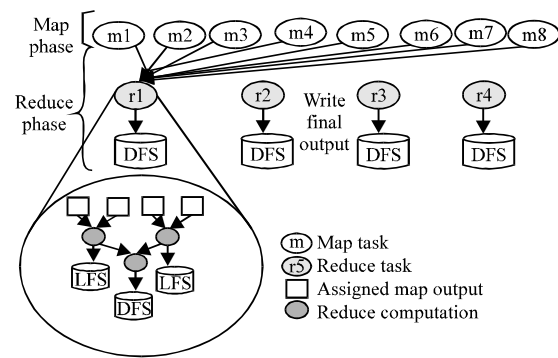 Map
phase
m1 m2 m3 m4 m5 m6 m7 m8
Reduce
phase
r1 r2 r3 r4
Write
final
output
DFS DFS DFS DFS
LFS LFS
DFS
m Map task
r5 Reduce task
Assigned map output
Reduce computation